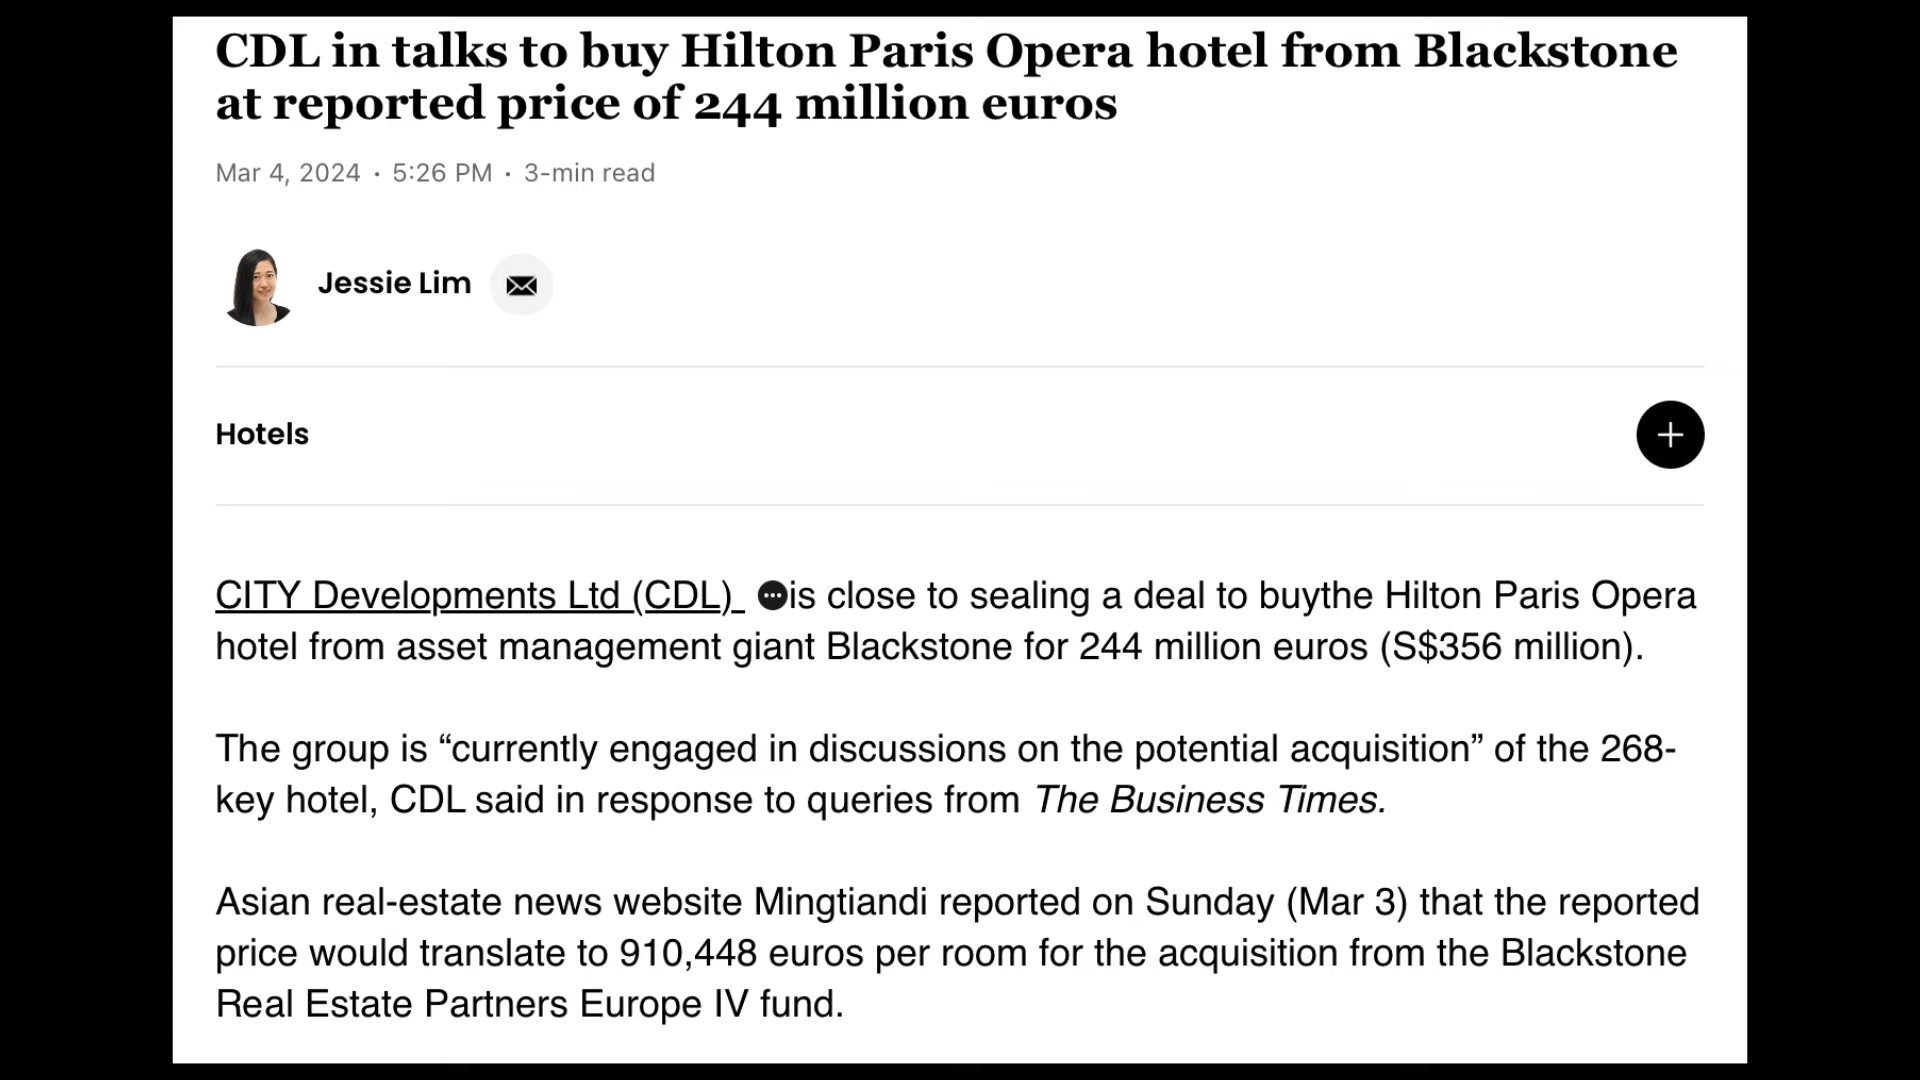 CDL in talks to buy Hilton Paris Opera hotel from Blackstone
at reported price of 244 million euros
Mar 4, 2024 · 5:26 PM · 3-min read
Jessie Lim
Hotels
CITY Developments Ltd (CDL) is close to sealing a deal to buythe Hilton Paris Opera
hotel from asset management giant Blackstone for 244 million euros (S$356 million).
The group is “currently engaged in discussions on the potential acquisition” of the 268-
key hotel, CDL said in response to queries from The Business Times.
Asian real-estate news website Mingtiandi reported on Sunday (Mar 3) that the reported
price would translate to 910,448 euros per room for the acquisition from the Blackstone
Real Estate Partners Europe IV fund.